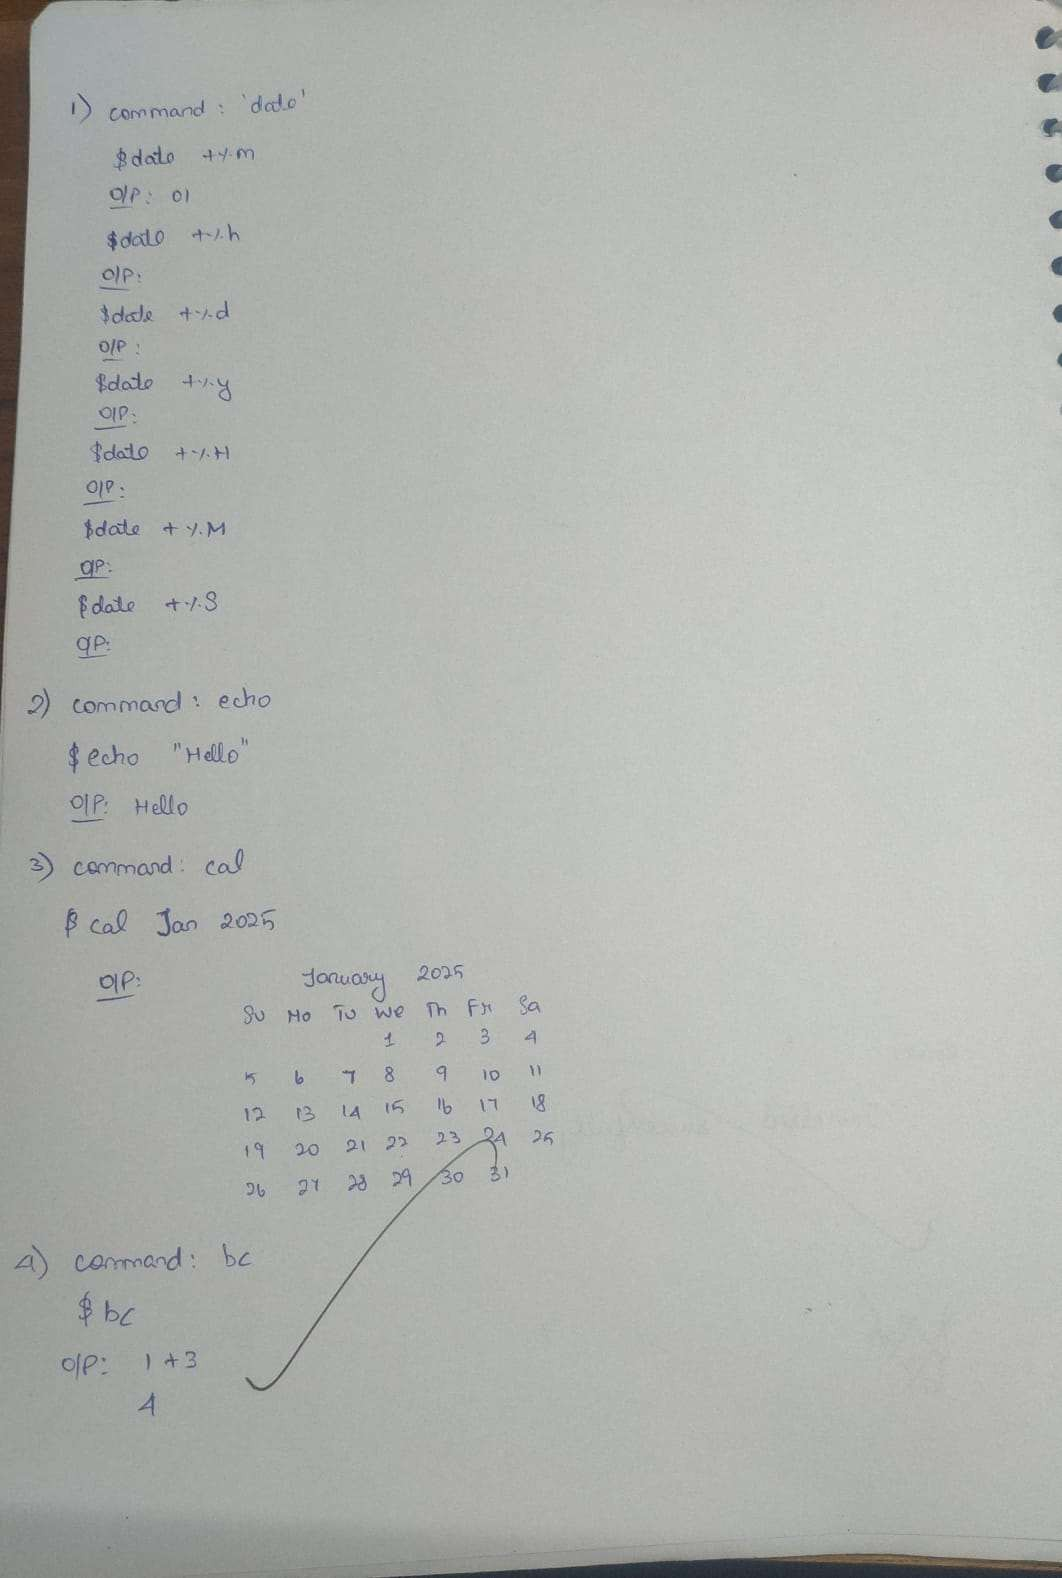 1) command : 'date'
$date +%m
O/P: 01
$date +%h
O/P:
$date +%d
O/P:
$date +%y
O/P:
$date +%H
O/P:
$date +%M
O/P:
$date +%S
O/P:
2) command : echo
$ echo "Hello"
O/P: Hello
3) command: cal
$ cal Jan 2025
O/P: January 2025
Su Mo Tu We Th Fr Sa
1 2 3 4
5 6 7 8 9 10 11
12 13 14 15 16 17 18
19 20 21 22 23 24 25
26 27 28 29 30 31
4) command: bc
$ bc
O/P: 1+3
4